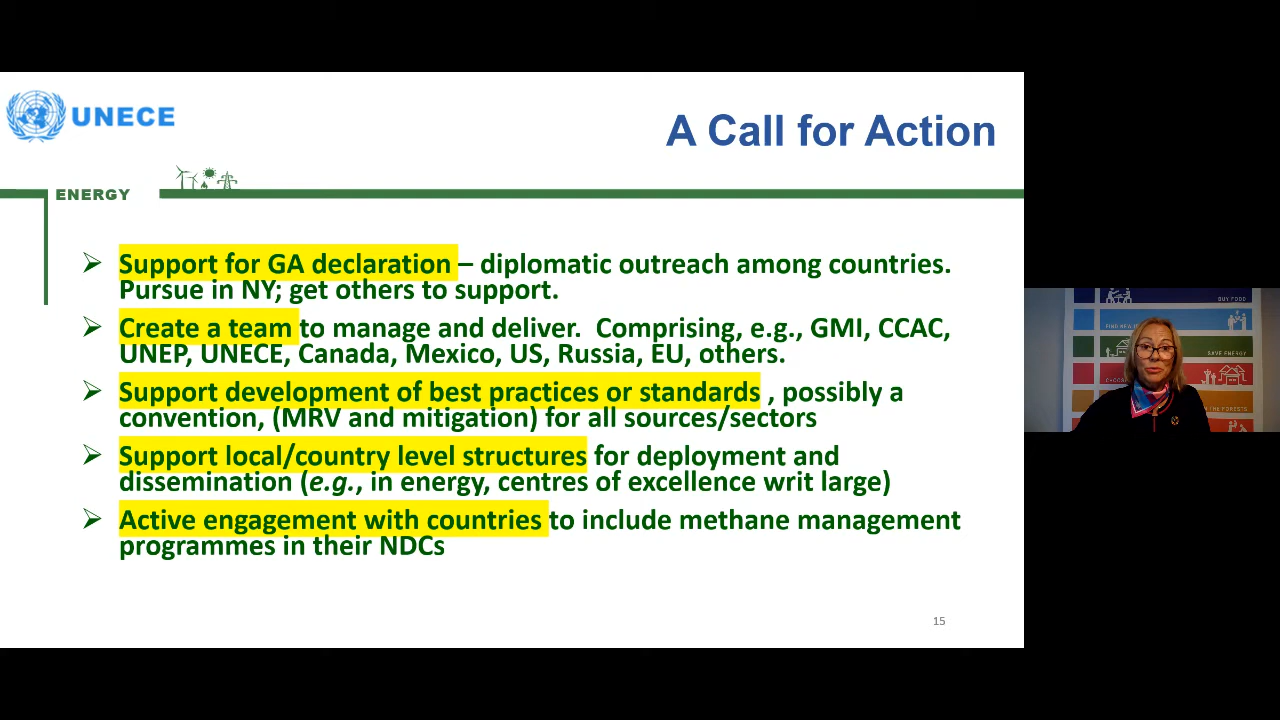 UNECE
A Call for Action
ENERGY
➢ Support for GA declaration – diplomatic outreach among countries.
Pursue in NY; get others to support.
➢ Create a team to manage and deliver.  Comprising, e.g., GMI, CCAC,
UNEP, UNECE, Canada, Mexico, US, Russia, EU, others.
➢ Support development of best practices or standards , possibly a
convention, (MRV and mitigation) for all sources/sectors
➢ Support local/country level structures for deployment and
dissemination (e.g., in energy, centres of excellence writ large)
➢ Active engagement with countries to include methane management
programmes in their NDCs
15
BUY FOOD
SAVE ENERGY